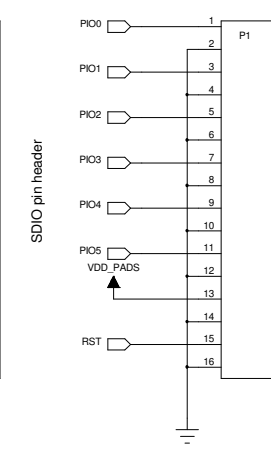 PIO0
1
P1
2
PIO1
3
4
PIO2
5
6
PIO3
7
8
PIO4
9
10
PIO5
11
VDD_PADS
12
13
14
RST
15
16
SDIO pin header